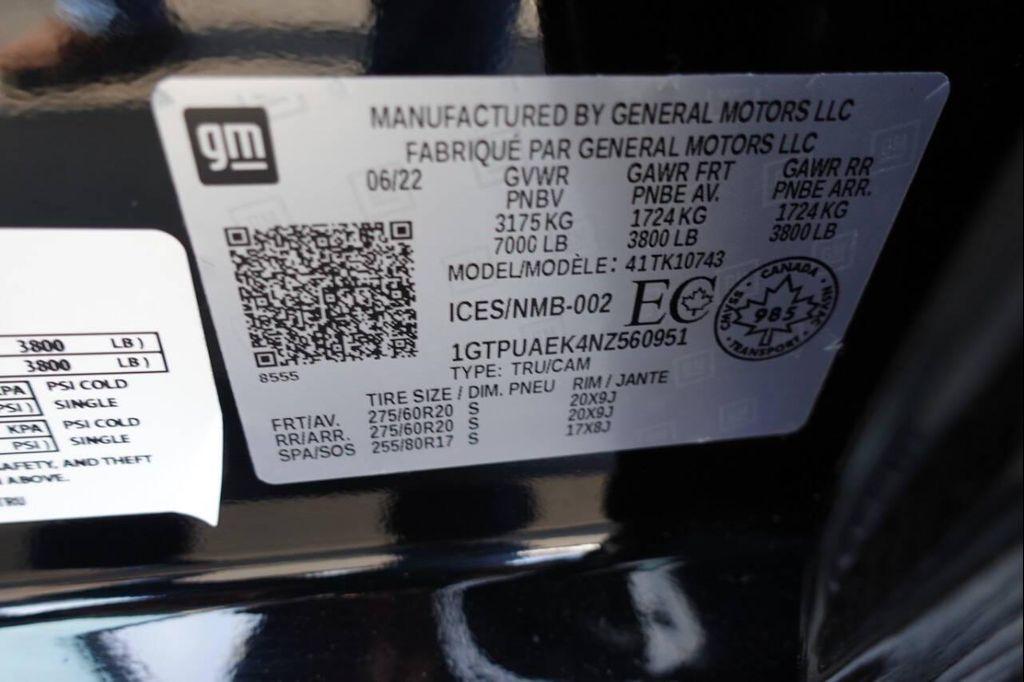 gm
MANUFACTURED BY GENERAL MOTORS LLC
FABRIQUÉ PAR GENERAL MOTORS LLC
06/22 GVWR GAWR FRT GAWR RR
PNBV PNBE AV. PNBE ARR.
3175 KG 1724 KG 1724 KG
7000 LB 3800 LB 3800 LB
MODEL/MODÈLE: 41TK10743
ICES/NMB-002 EC
CANADA
985
TRANSPORT
1GTPUAEK4NZ560951
8555
TYPE: TRU/CAM
TIRE SIZE / DIM. PNEU RIM / JANTE
FRT/AV. 275/60R20 S 20X9J
RR/ARR. 275/60R20 S 20X9J
SPA/SOS 255/80R17 S 17X8J
3800 LB)
3800 LB)
KPA PSI COLD
PSI) SINGLE
KPA PSI COLD
PSI) SINGLE
AFETY, AND THEFT
ABOVE.
TRU